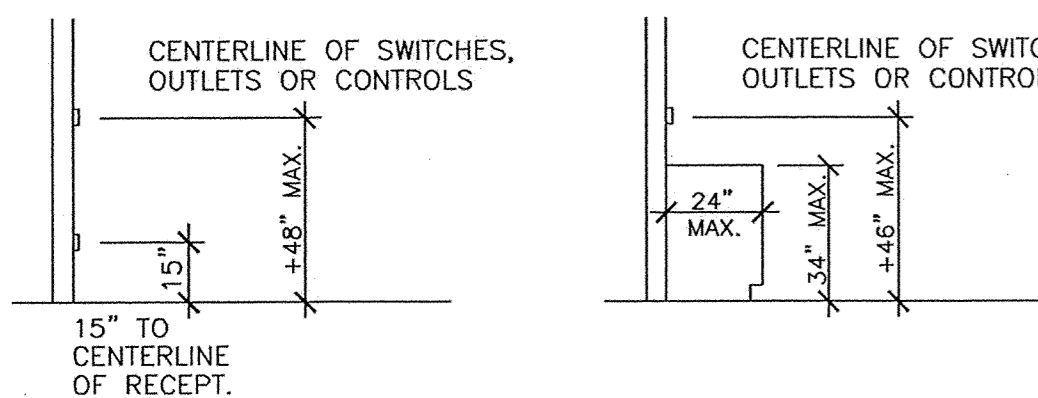 CENTERLINE OF SWITCHES,
OUTLETS OR CONTROLS
+48" MAX.
15"
15" TO
CENTERLINE
OF RECEPT.
CENTERLINE OF SWITC
OUTLETS OR CONTRO
24"
MAX.
34" MAX.
+46" MAX.